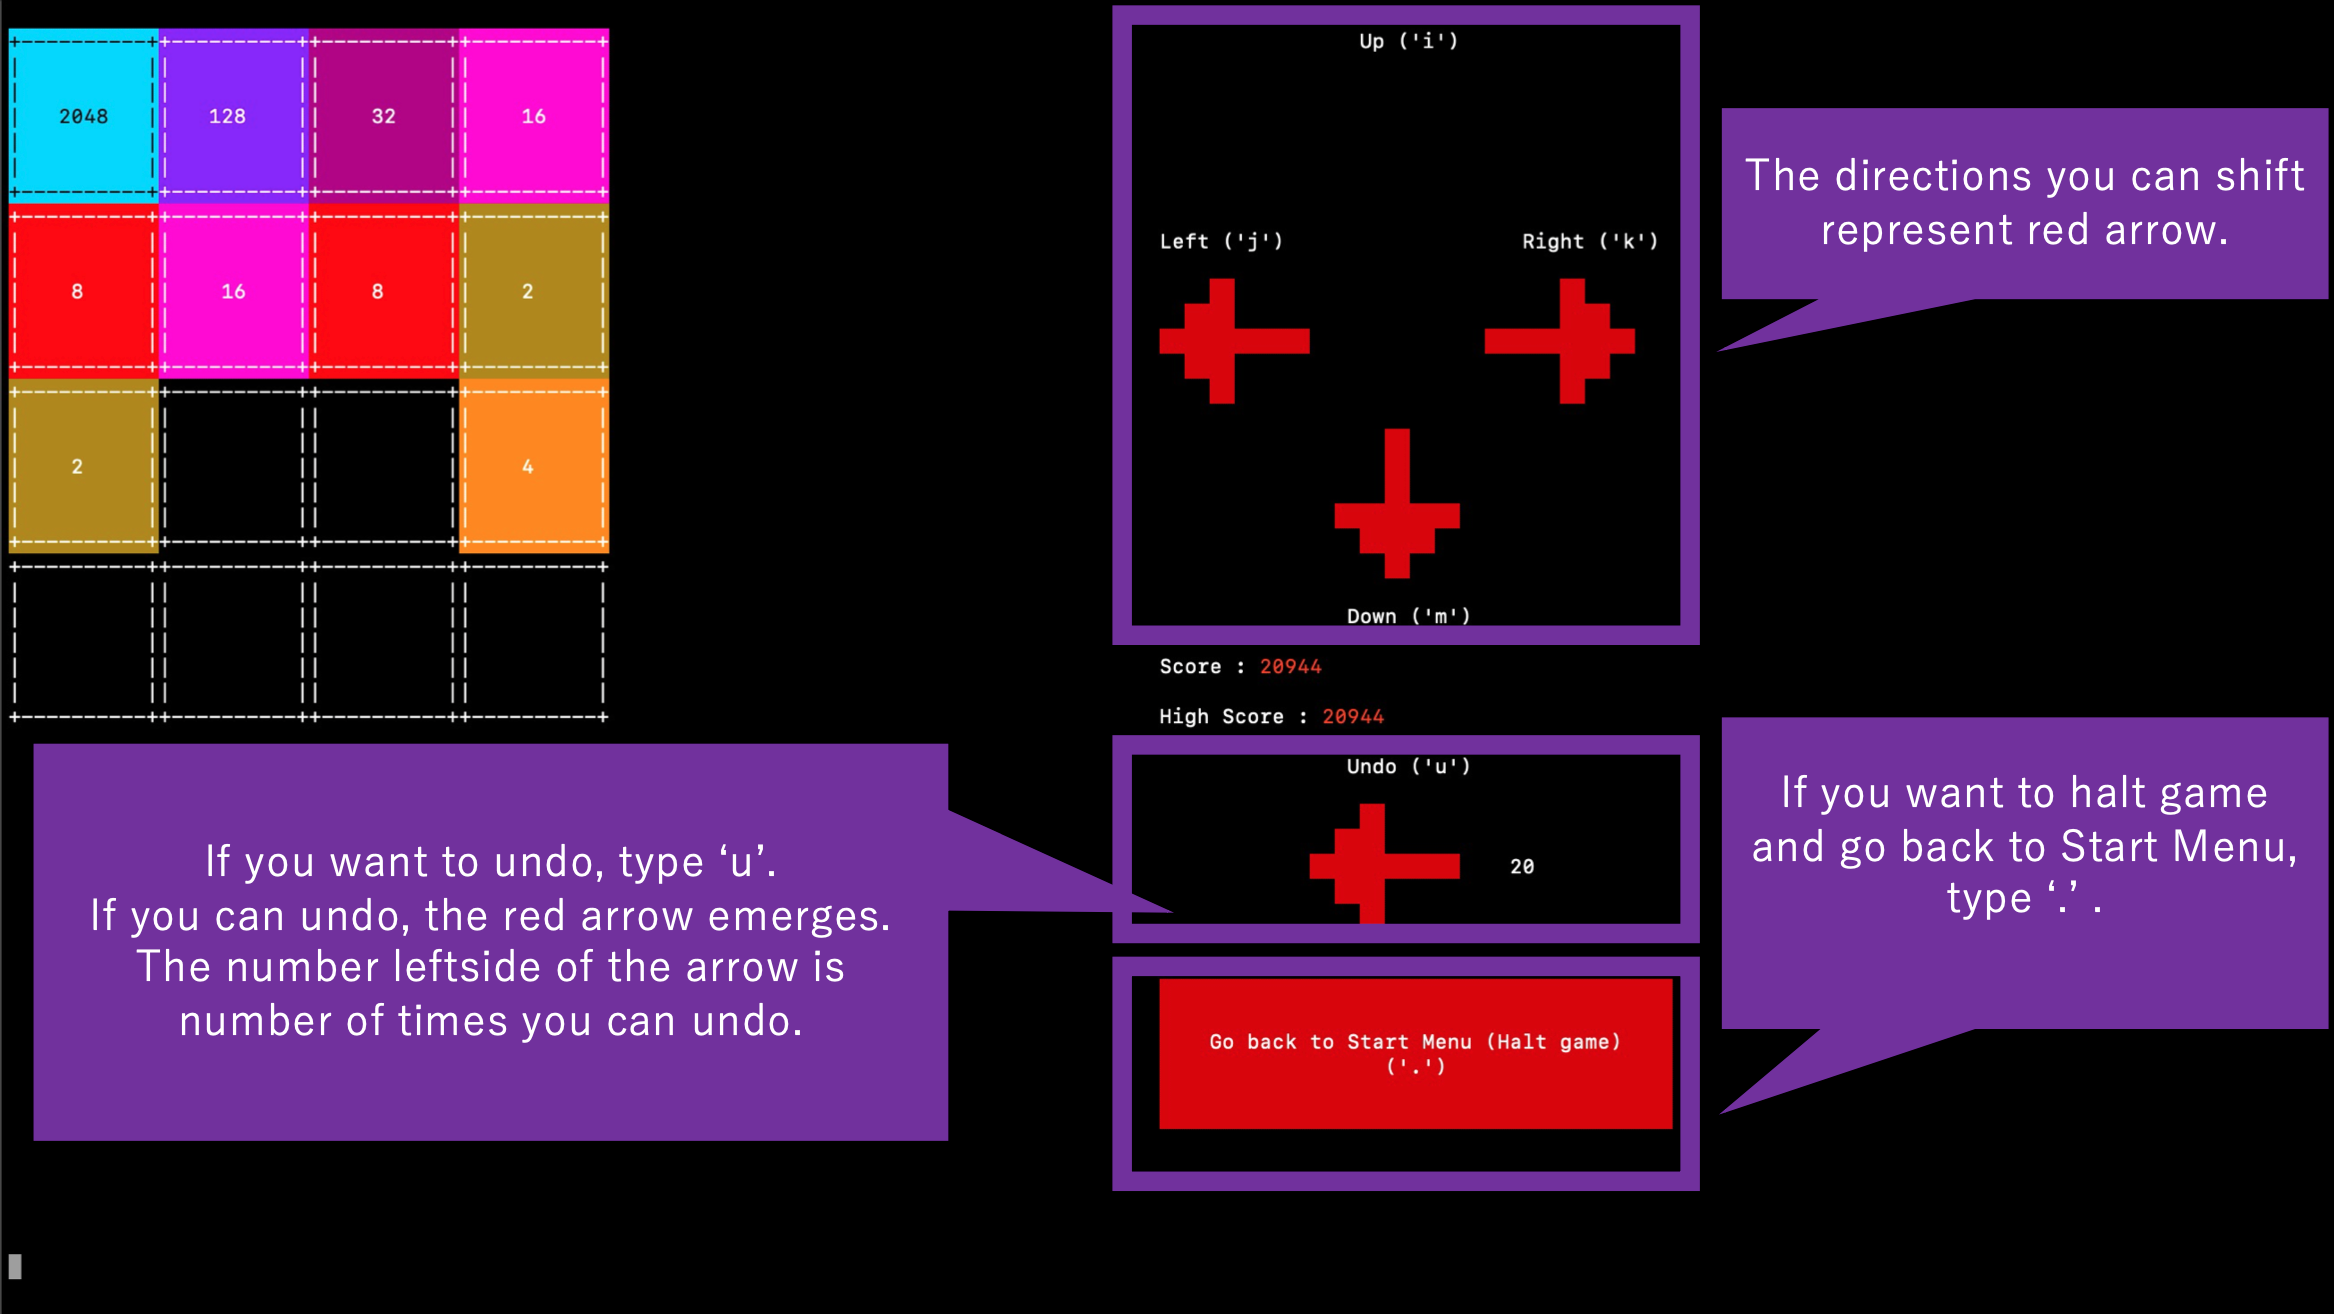 2048 128 32 16
8 16 8 2
2 4
Up ('i')
Left ('j') Right ('k')
Down ('m')
Score : 20944
High Score : 20944
Undo ('u')
20
Go back to Start Menu (Halt game)
('.')
The directions you can shift
represent red arrow.
If you want to undo, type ‘u’.
If you can undo, the red arrow emerges.
The number leftside of the arrow is
number of times you can undo.
If you want to halt game
and go back to Start Menu,
type ‘.’ .